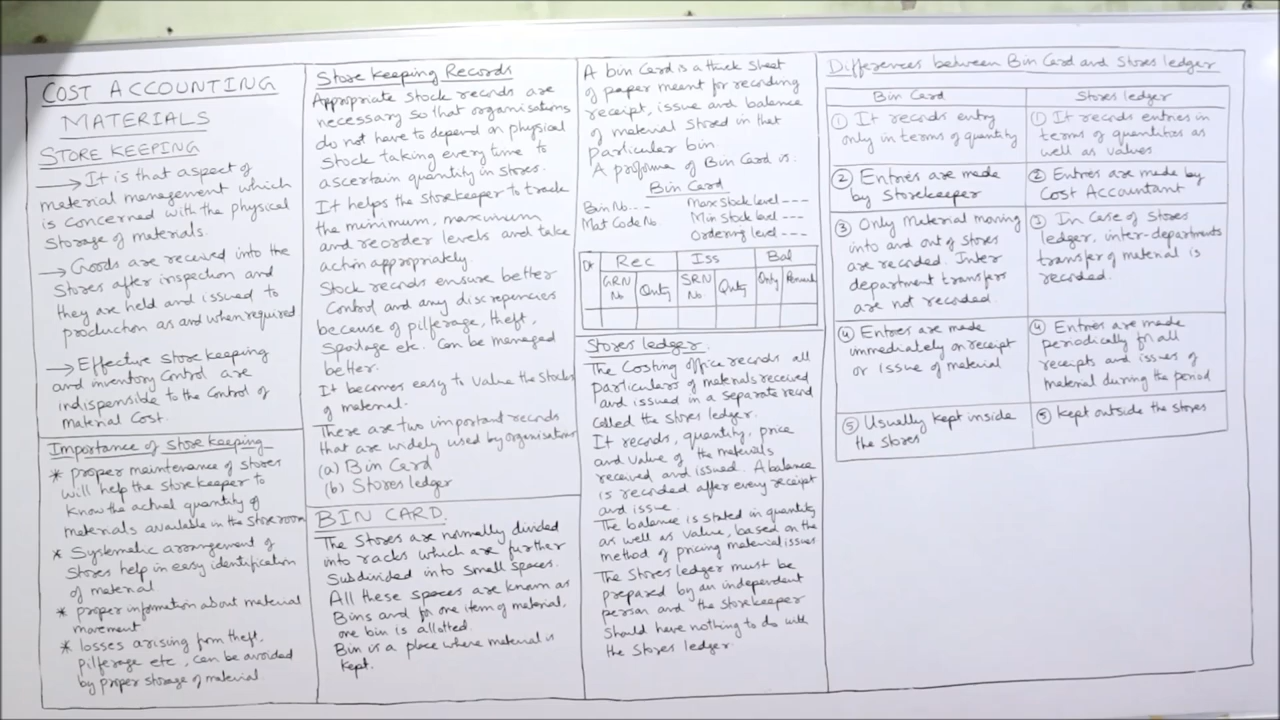 COST ACCOUNTING
MATERIALS
STORE KEEPING
→ It is that aspect of
material management which
is concerned with the physical
storage of materials.
→ Goods are received into the
Stores after inspection and
they are held and issued to
production as and when required
→ Effective store keeping
and inventory control are
indispensible to the control of
material cost.
Importance of store keeping
* proper maintenance of stores
will help the storekeeper to
know the actual quantity of
materials available in the storeroom
* Systematic arrangement of
stores help in easy identification
of material
* proper information about material
movement
* losses arising from theft,
pilferage etc, can be avoided
by proper storage of material
Store keeping Records
Appropriate stock records are
necessary so that organisations
do not have to depend on physical
stock taking every time to
ascertain quantity in stores.
It helps the storekeeper to track
the minimum, maximum
and reorder levels and take
action appropriately.
Stock records ensure better
control and any discrepencies
because of pilferage, theft,
Spoilage etc. can be managed
better.
It becomes easy to value the stocks
of material.
There are two important records
that are widely used by organisations
(a) Bin Card
(b) Stores ledger
BIN CARD
The stores are normally divided
into racks which are further
Subdivided into small spaces.
All these spaces are known as
Bins and for one item of material,
one bin is allotted.
Bin is a place where material is
kept.
A bin Card is a thick sheet
of paper meant for recording
receipt, issue and balance
of material stored in that
particular bin
A proforma of Bin Card is.
Bin Card
Bin No. --- Max stock level ---
Mat Code No. Min stock level ---
Ordering level ---
Rec Iss Bal
GRN No Qnty SRN No. Qnty Qnty
Stores ledger.
The costing office records all
particulars of materials received
and issued in a separate record
called the stores ledger.
It records, quantity, price
and value of the materials
received and issued. A balance
is recorded after every receipt
and issue.
The balance is stated in quantity
as well as value, based on the
method of pricing material issues
The stores ledger must be
prepared by an independent
person and the storekeeper
should have nothing to do with
the stores ledger.
Differences between Bin Card and Stores ledger
Bin Card Stores ledger
① It records entry
only in terms of quantity
① It records entries in
terms of quantities as
well as values
② Entries are made
by storekeeper
② Entries are made by
Cost Accountant
③ Only Material moving
into and out of stores
are recorded. Inter
department transfers
are not recorded.
③ In case of stores
ledger, inter-departments
transfer of material is
recorded.
④ Entries are made
immediately on receipt
or issue of material
④ Entries are made
periodically for all
receipts and issues of
material during the period
⑤ Usually kept inside
the stores
⑤ kept outside the stores